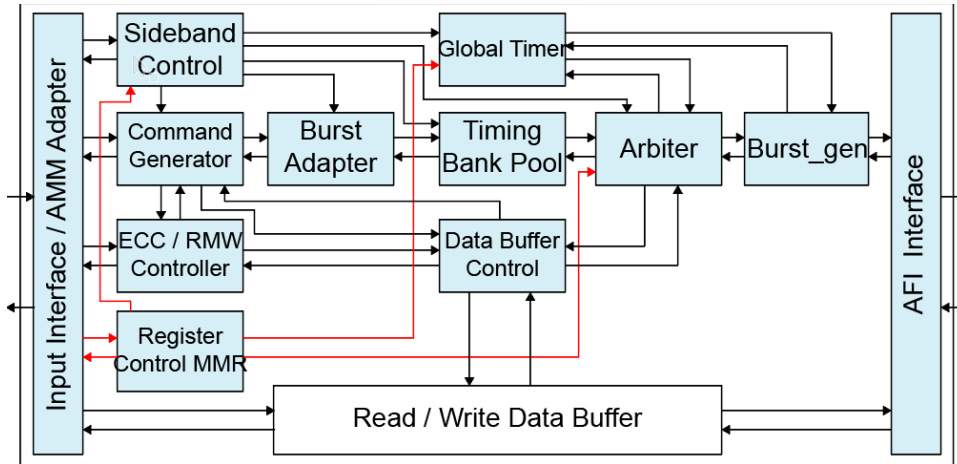 Input Interface / AMM Adapter
Sideband
Control
Global Timer
Command
Generator
Burst
Adapter
Timing
Bank Pool
Arbiter
Burst_gen
AFI Interface
ECC / RMW
Controller
Data Buffer
Control
Register
Control MMR
Read / Write Data Buffer